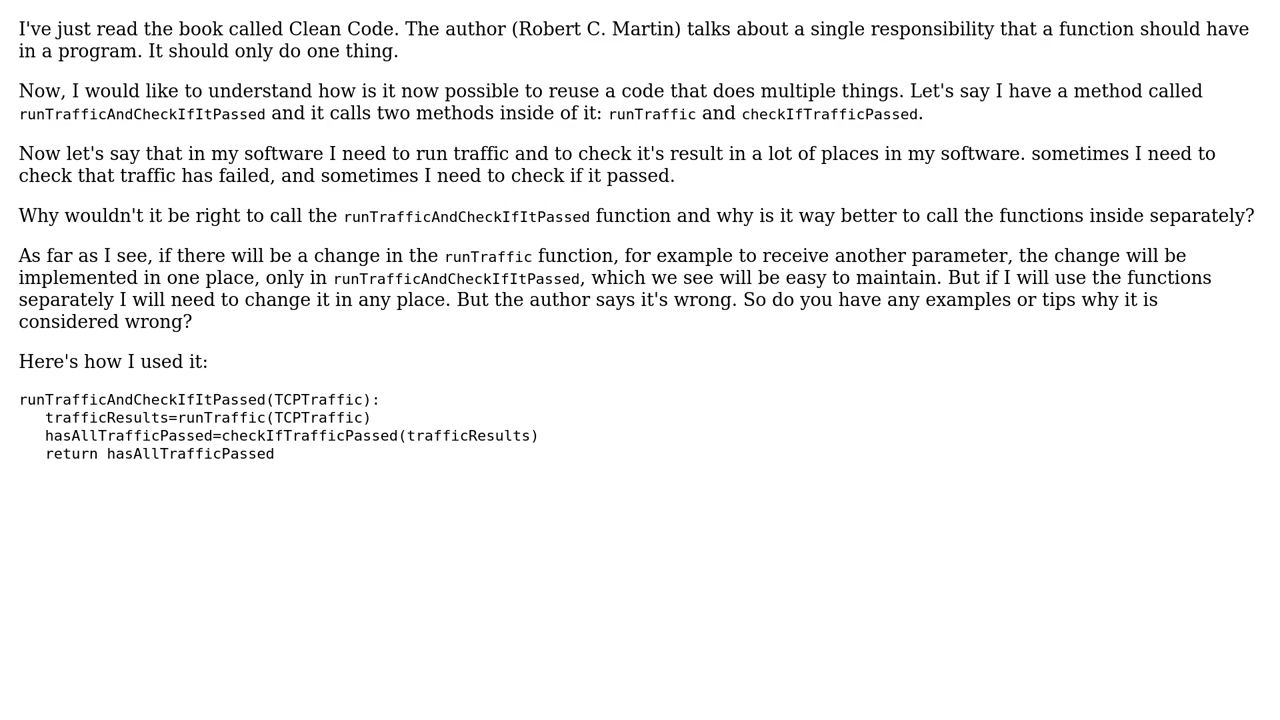 I've just read the book called Clean Code. The author (Robert C. Martin) talks about a single responsibility that a function should have
in a program. It should only do one thing.
Now, I would like to understand how is it now possible to reuse a code that does multiple things. Let's say I have a method called
runTrafficAndCheckIfItPassed and it calls two methods inside of it: runTraffic and checkIfTrafficPassed.
Now let's say that in my software I need to run traffic and to check it's result in a lot of places in my software. sometimes I need to
check that traffic has failed, and sometimes I need to check if it passed.
Why wouldn't it be right to call the runTrafficAndCheckIfItPassed function and why is it way better to call the functions inside separately?
As far as I see, if there will be a change in the runTraffic function, for example to receive another parameter, the change will be
implemented in one place, only in runTrafficAndCheckIfItPassed, which we see will be easy to maintain. But if I will use the functions
separately I will need to change it in any place. But the author says it's wrong. So do you have any examples or tips why it is
considered wrong?
Here's how I used it:
runTrafficAndCheckIfItPassed(TCPTraffic):
   trafficResults=runTraffic(TCPTraffic)
   hasAllTrafficPassed=checkIfTrafficPassed(trafficResults)
   return hasAllTrafficPassed